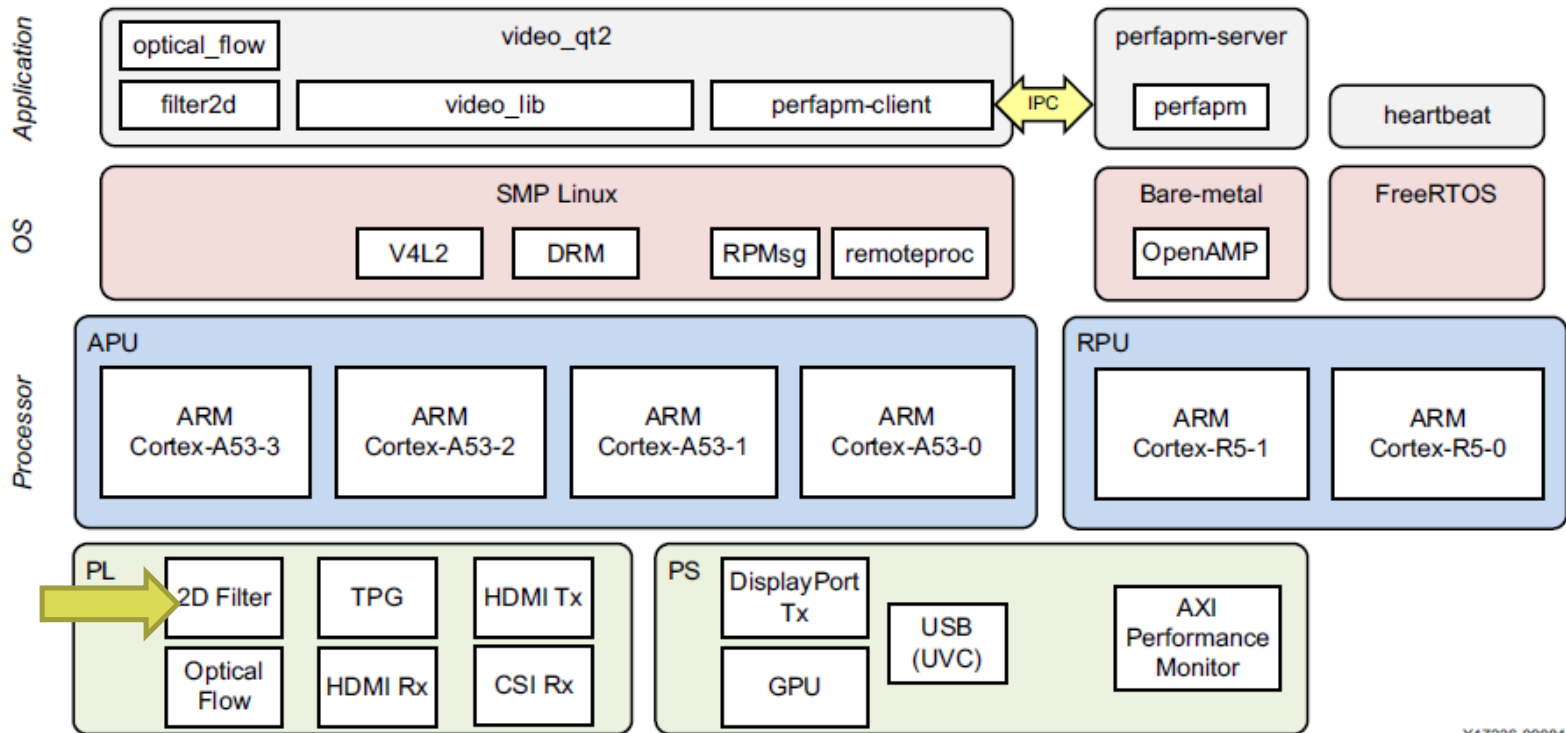 Application
optical_flow
video_qt2
perfapm-server
filter2d
video_lib
perfapm-client
IPC
perfapm
heartbeat
OS
SMP Linux
Bare-metal
FreeRTOS
V4L2
DRM
RPMsg
remoteproc
OpenAMP
Processor
APU
RPU
ARM
Cortex-A53-3
ARM
Cortex-A53-2
ARM
Cortex-A53-1
ARM
Cortex-A53-0
ARM
Cortex-R5-1
ARM
Cortex-R5-0
PL
2D Filter
TPG
HDMI Tx
Optical
Flow
HDMI Rx
CSI Rx
PS
DisplayPort
Tx
USB
(UVC)
GPU
AXI
Performance
Monitor